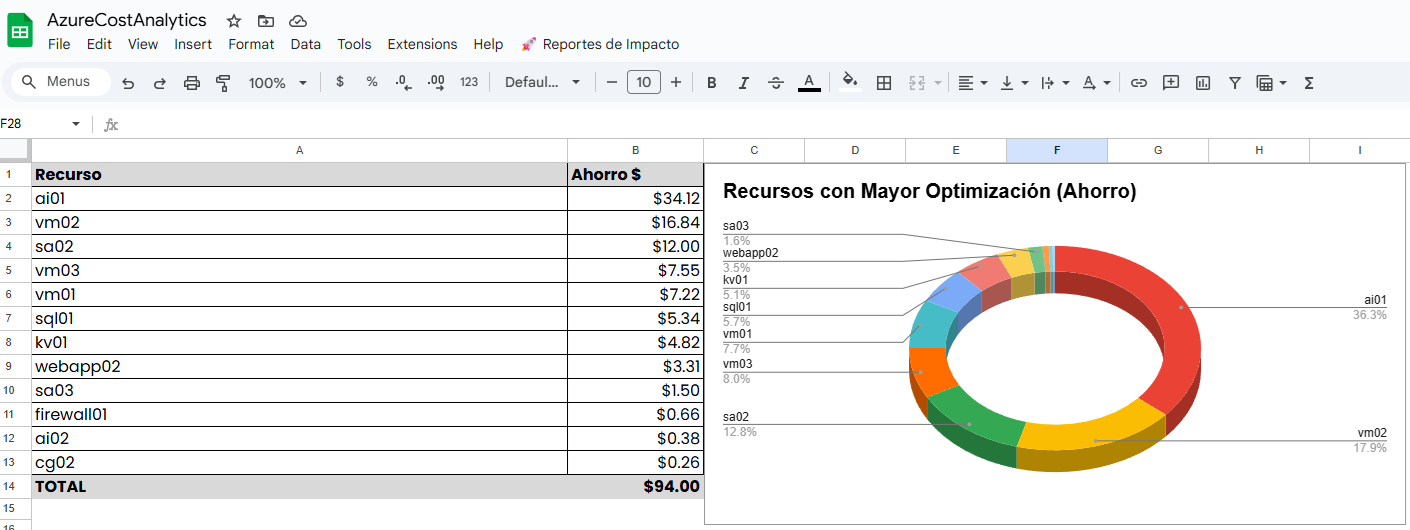 AzureCostAnalytics
File Edit View Insert Format Data Tools Extensions Help 🚀 Reportes de Impacto
Menus 100% $ % .0 .00 123 Defaul... − 10 + B I S A Σ
F28 fx
A B C D E F G H I
1 Recurso Ahorro $
2 ai01 $34.12
3 vm02 $16.84
4 sa02 $12.00
5 vm03 $7.55
6 vm01 $7.22
7 sql01 $5.34
8 kv01 $4.82
9 webapp02 $3.31
10 sa03 $1.50
11 firewall01 $0.66
12 ai02 $0.38
13 cg02 $0.26
14 TOTAL $94.00
15
16
Recursos con Mayor Optimización (Ahorro)
sa03
1.6%
webapp02
3.5%
kv01
5.1%
sql01
5.7%
vm01
7.7%
vm03
8.0%
sa02
12.8%
ai01
36.3%
vm02
17.9%